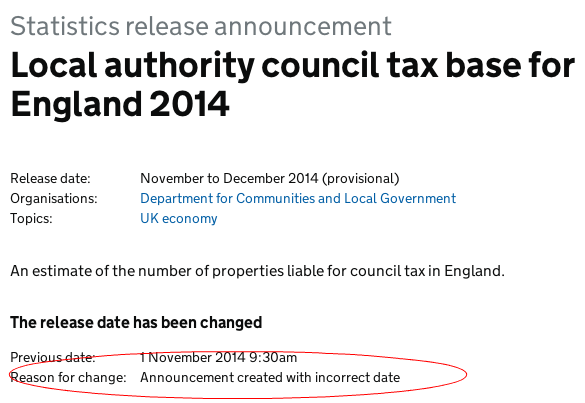 Statistics release announcement
Local authority council tax base for
England 2014
Release date: November to December 2014 (provisional)
Organisations: Department for Communities and Local Government
Topics: UK economy
An estimate of the number of properties liable for council tax in England.
The release date has been changed
Previous date: 1 November 2014 9:30am
Reason for change: Announcement created with incorrect date